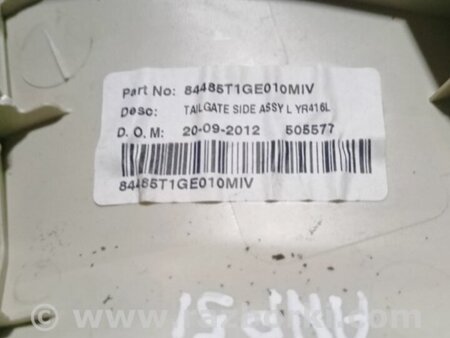 Part No: 84485T1GE010MIV
Desc: TAILGATE SIDE ASSY L YR416L
D.O.M: 20-09-2012 505577
84485T1GE010MIV